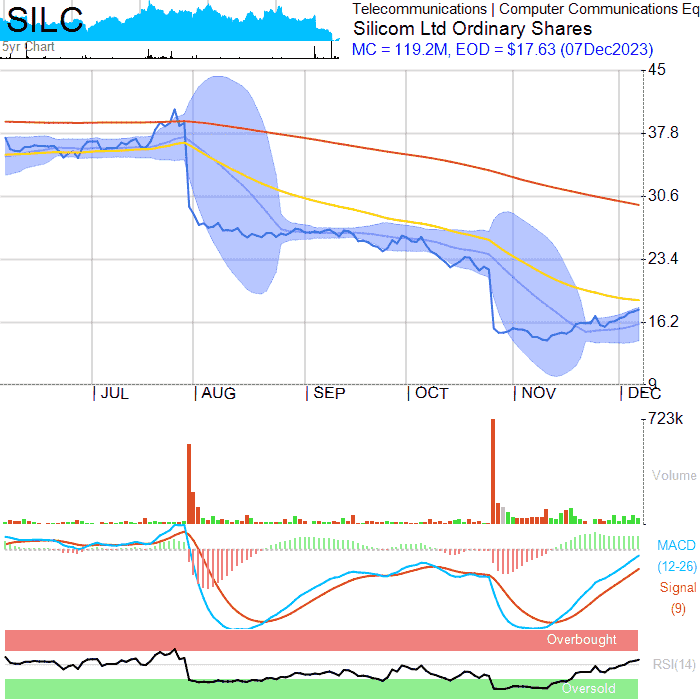 SILC
5yr Chart
Telecommunications | Computer Communications Eq
Silicom Ltd Ordinary Shares
MC = 119.2M, EOD = $17.63 (07Dec2023)
45
37.8
30.6
23.4
16.2
9
JUL
AUG
SEP
OCT
NOV
DEC
723k
Volume
MACD
(12-26)
Signal
(9)
Overbought
RSI(14)
Oversold